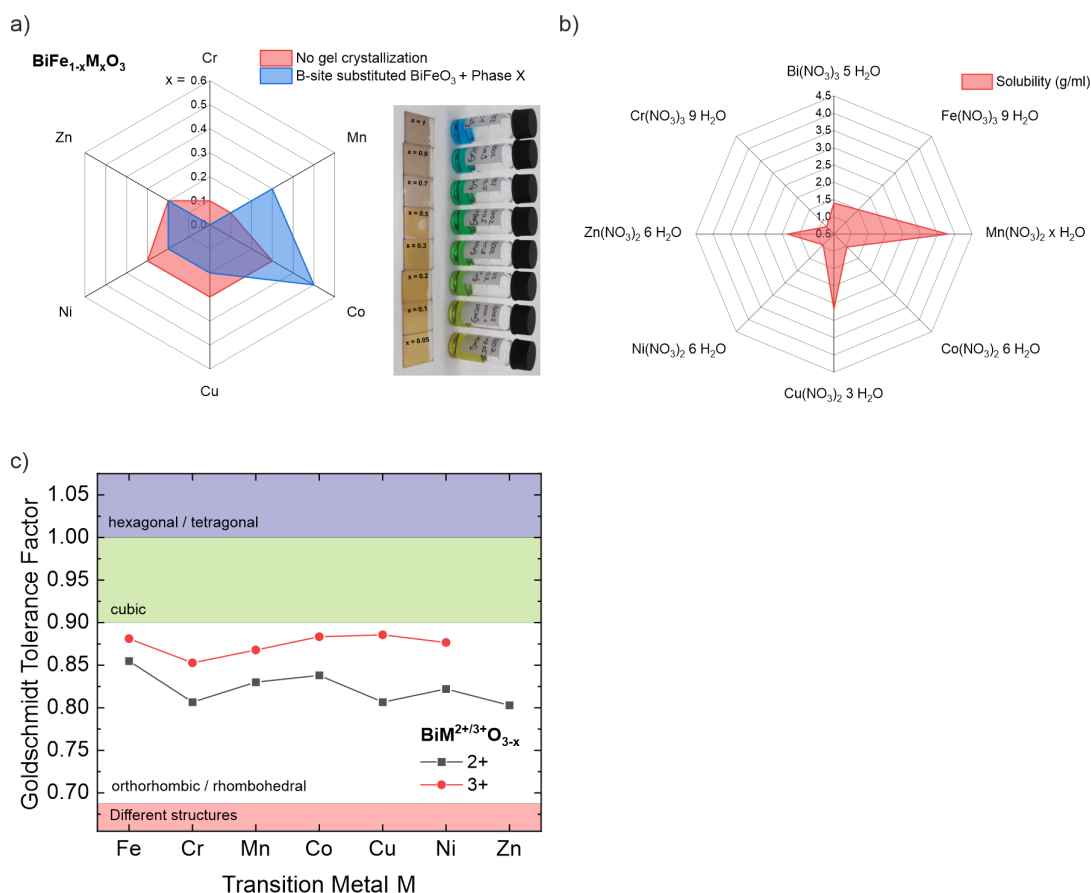 a)
BiFe1-xMxO3
Cr
No gel crystallization
B-site substituted BiFeO3 + Phase X
x = 0.6
0.5
0.4
0.3
0.2
0.1
0.0
Zn
Mn
Ni
Co
Cu
x = 1
x = 0.9
x = 0.7
x = 0.5
x = 0.3
x = 0.2
x = 0.1
x = 0.05
b)
Bi(NO3)3 5 H2O
Solubility (g/ml)
Cr(NO3)3 9 H2O
Fe(NO3)3 9 H2O
4.5
4.0
3.5
3.0
2.5
2.0
1.5
1.0
0.5
Zn(NO3)2 6 H2O
Mn(NO3)2 x H2O
Ni(NO3)2 6 H2O
Co(NO3)2 6 H2O
Cu(NO3)2 3 H2O
c)
Goldschmidt Tolerance Factor
1.05
1.00
0.95
0.90
0.85
0.80
0.75
0.70
hexagonal / tetragonal
cubic
BiM2+/3+O3-x
2+
3+
orthorhombic / rhombohedral
Different structures
Fe Cr Mn Co Cu Ni Zn
Transition Metal M